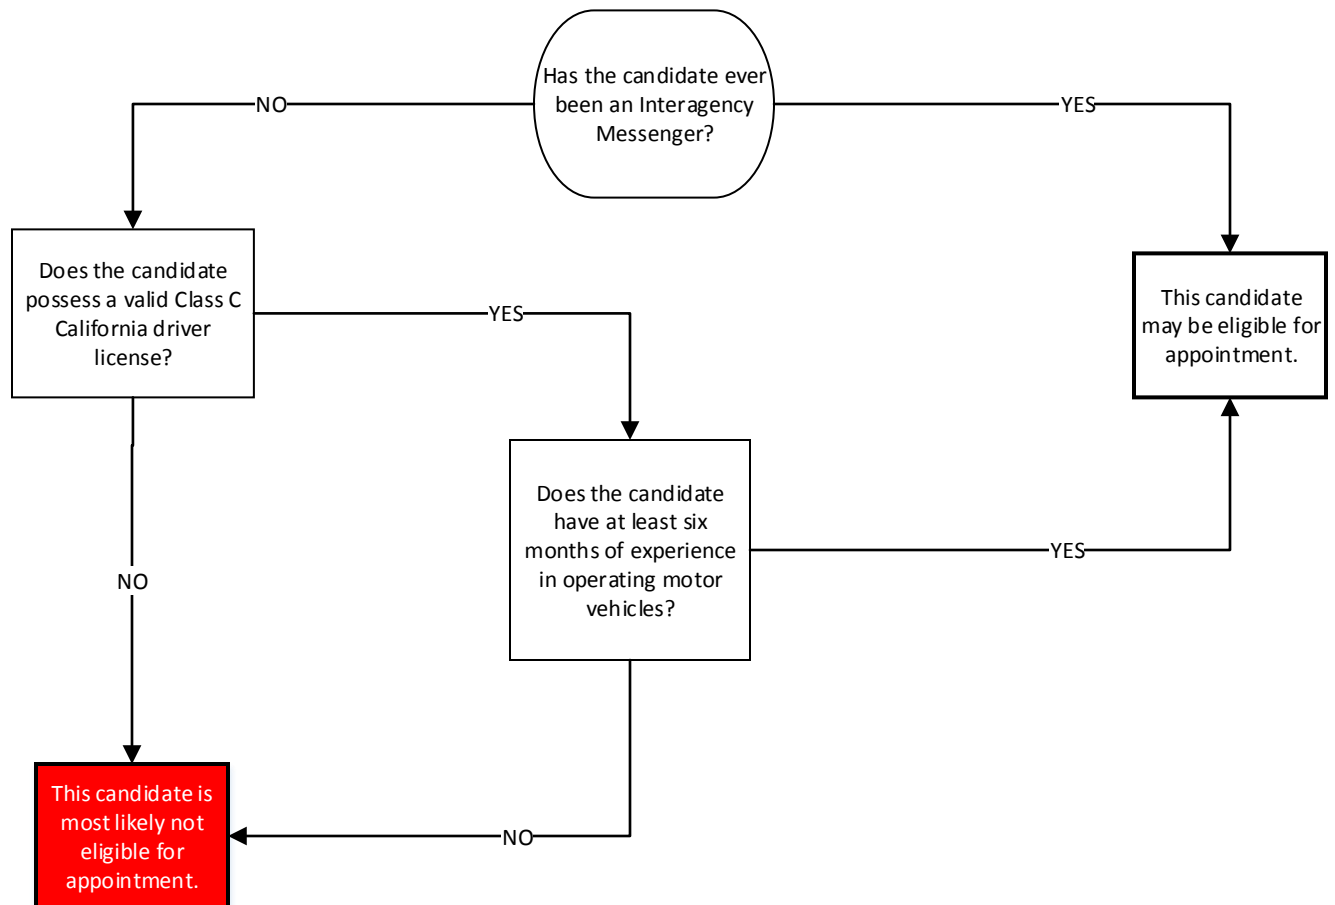 Has the candidate ever
been an Interagency
Messenger?
NO
YES
Does the candidate
possess a valid Class C
California driver
license?
YES
This candidate
may be eligible for
appointment.
Does the candidate
have at least six
months of experience
in operating motor
vehicles?
YES
NO
This candidate is
most likely not
eligible for
appointment.
NO